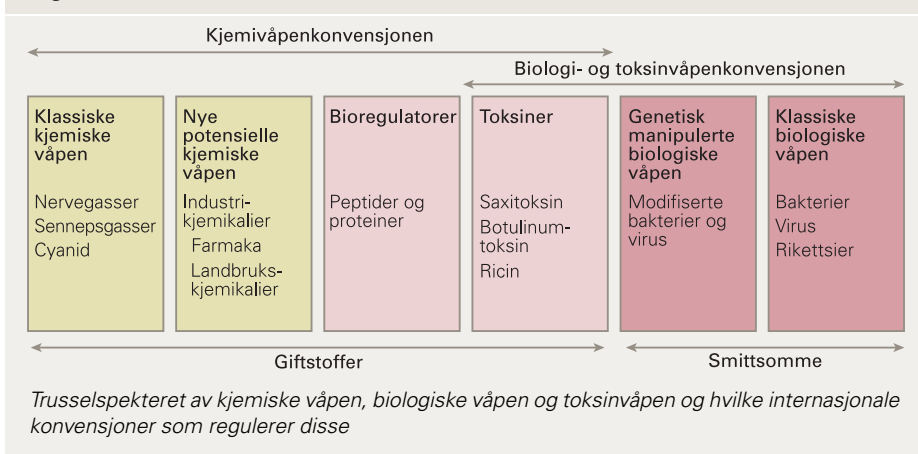 Kjemivåpenkonvensjonen
Biologi- og toksinvåpenkonvensjonen
Klassiske
kjemiske
våpen
Nervegasser
Sennepsgasser
Cyanid
Nye
potensielle
kjemiske
våpen
Industri-
kjemikalier
Farmaka
Landbruks-
kjemikalier
Bioregulatorer
Peptider og
proteiner
Toksiner
Saxitoksin
Botulinum-
toksin
Ricin
Genetisk
manipulerte
biologiske
våpen
Modifiserte
bakterier og
virus
Klassiske
biologiske
våpen
Bakterier
Virus
Rikettsier
Giftstoffer
Smittsomme
Trusselspekteret av kjemiske våpen, biologiske våpen og toksinvåpen og hvilke internasjonale
konvensjoner som regulerer disse